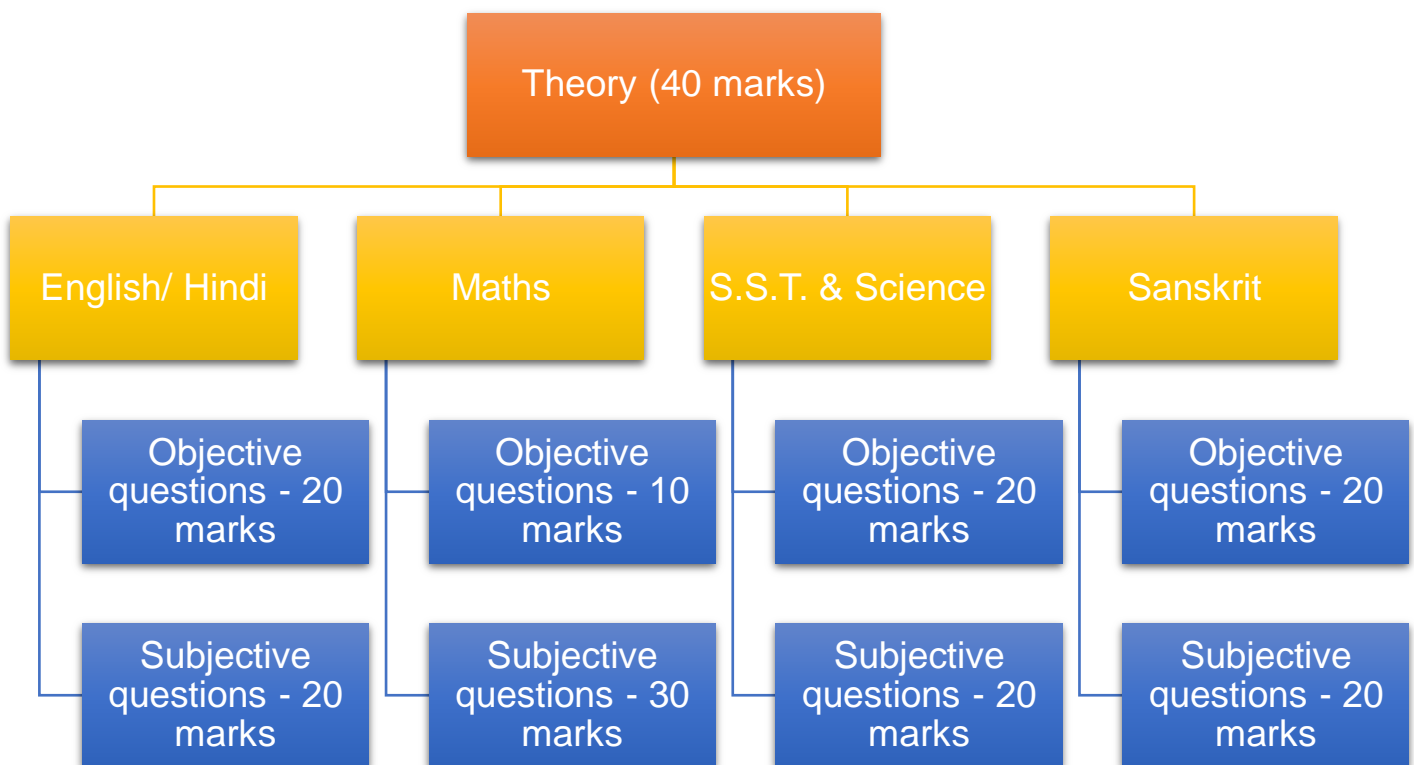 Theory (40 marks)
English/ Hindi
Maths
S.S.T. & Science
Sanskrit
Objective
questions - 20
marks
Objective
questions - 10
marks
Objective
questions - 20
marks
Objective
questions - 20
marks
Subjective
questions - 20
marks
Subjective
questions - 30
marks
Subjective
questions - 20
marks
Subjective
questions - 20
marks